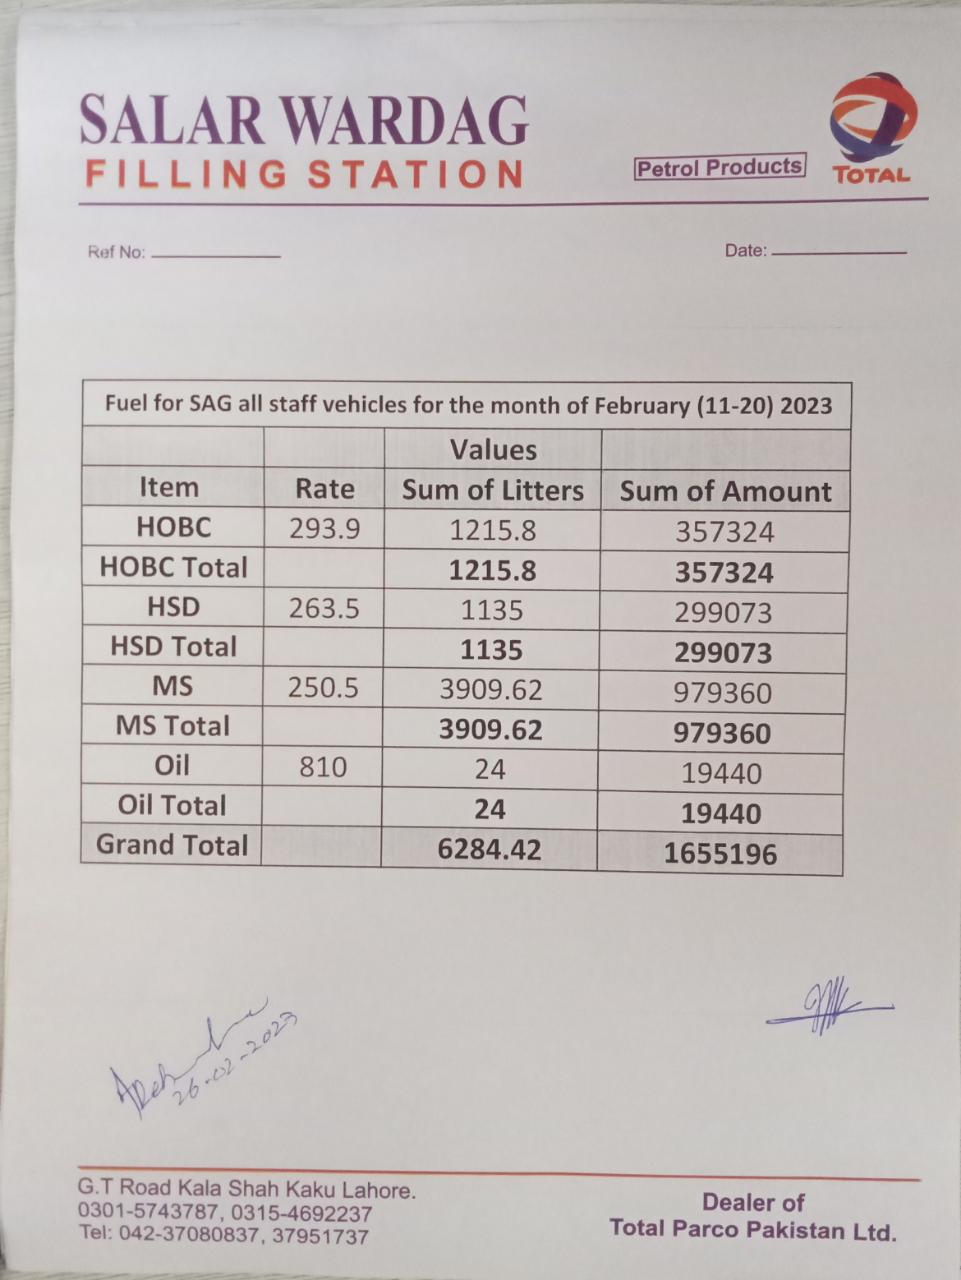 SALAR WARDAG
FILLING STATION
Petrol Products
TOTAL
Ref No:
Date:
Fuel for SAG all staff vehicles for the month of February (11-20) 2023
Values
Item Rate Sum of Litters Sum of Amount
HOBC 293.9 1215.8 357324
HOBC Total 1215.8 357324
HSD 263.5 1135 299073
HSD Total 1135 299073
MS 250.5 3909.62 979360
MS Total 3909.62 979360
Oil 810 24 19440
Oil Total 24 19440
Grand Total 6284.42 1655196
26-02-2023
G.T Road Kala Shah Kaku Lahore.
0301-5743787, 0315-4692237
Tel: 042-37080837, 37951737
Dealer of
Total Parco Pakistan Ltd.